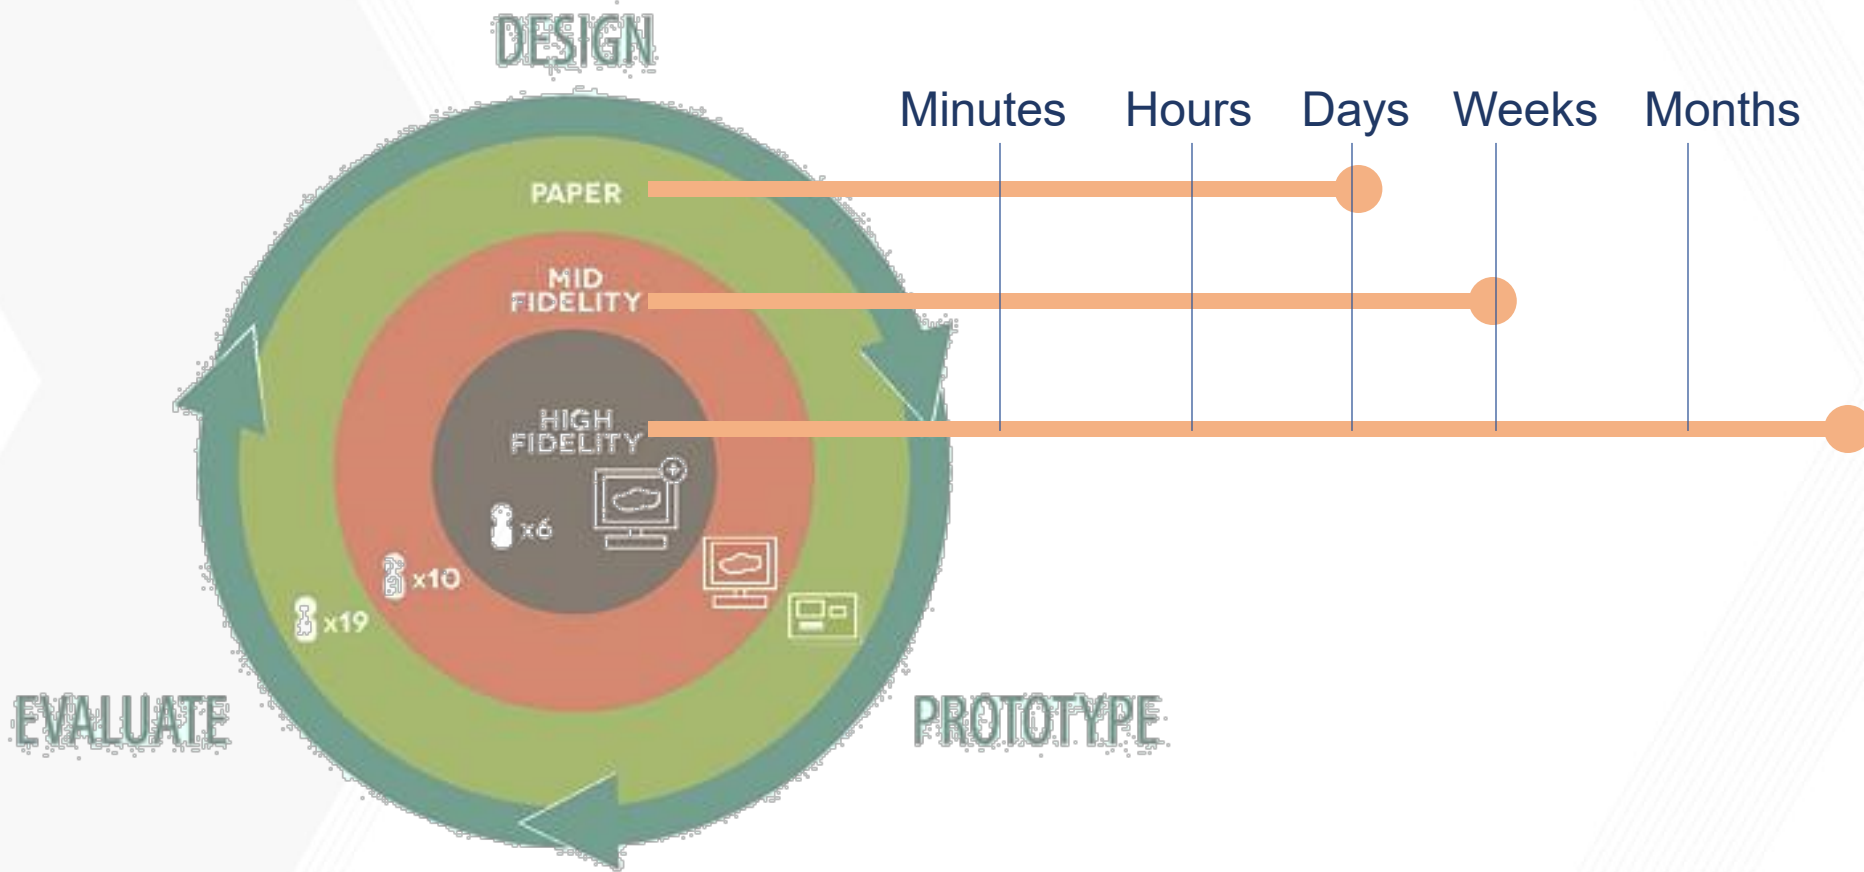 DESIGN
Minutes Hours Days Weeks Months
PAPER
MID
FIDELITY
HIGH
FIDELITY
x6
x10
x19
EVALUATE
PROTOTYPE